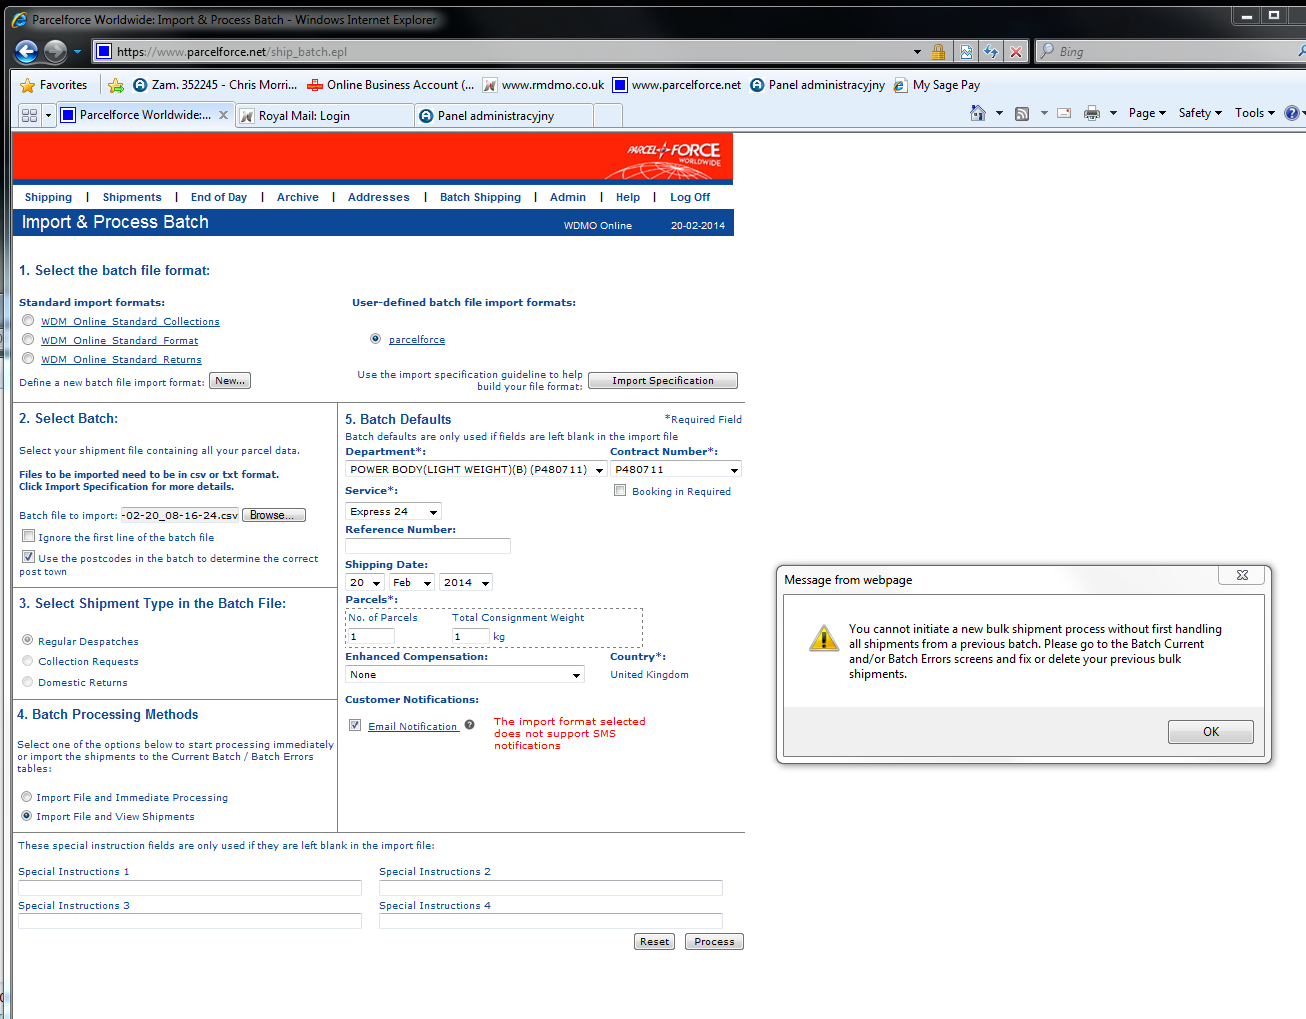 Parcelforce Worldwide: Import & Process Batch - Windows Internet Explorer
https://www.parcelforce.net/ship_batch.epl
Bing
Favorites
Zam. 352245 - Chris Morri...
Online Business Account (...
www.rmdmo.co.uk
www.parcelforce.net
Panel administracyjny
My Sage Pay
Parcelforce Worldwide:...
Royal Mail: Login
Panel administracyjny
Page
Safety
Tools
PARCEL FORCE
WORLDWIDE
Shipping | Shipments | End of Day | Archive | Addresses | Batch Shipping | Admin | Help | Log Off
Import & Process Batch
WDMO Online
20-02-2014
1. Select the batch file format:
Standard import formats:
WDM_Online_Standard_Collections
WDM_Online_Standard_Format
WDM_Online_Standard_Returns
Define a new batch file import format: New...
User-defined batch file import formats:
parcelforce
Use the import specification guideline to help
build your file format:
Import Specification
2. Select Batch:
Select your shipment file containing all your parcel data.
Files to be imported need to be in csv or txt format.
Click Import Specification for more details.
Batch file to import: -02-20_08-16-24.csv Browse...
Ignore the first line of the batch file
Use the postcodes in the batch to determine the correct
post town
3. Select Shipment Type in the Batch File:
Regular Despatches
Collection Requests
Domestic Returns
4. Batch Processing Methods
Select one of the options below to start processing immediately
or import the shipments to the Current Batch / Batch Errors
tables:
Import File and Immediate Processing
Import File and View Shipments
5. Batch Defaults
*Required Field
Batch defaults are only used if fields are left blank in the import file
Department*:
Contract Number*:
POWER BODY(LIGHT WEIGHT)(B) (P480711)
P480711
Service*:
Booking in Required
Express 24
Reference Number:
Shipping Date:
20 Feb 2014
Parcels*:
No. of Parcels
Total Consignment Weight
1
1 kg
Enhanced Compensation:
Country*:
None
United Kingdom
Customer Notifications:
Email Notification
The import format selected
does not support SMS
notifications
These special instruction fields are only used if they are left blank in the import file:
Special Instructions 1
Special Instructions 2
Special Instructions 3
Special Instructions 4
Reset
Process
Message from webpage
You cannot initiate a new bulk shipment process without first handling
all shipments from a previous batch. Please go to the Batch Current
and/or Batch Errors screens and fix or delete your previous bulk
shipments.
OK